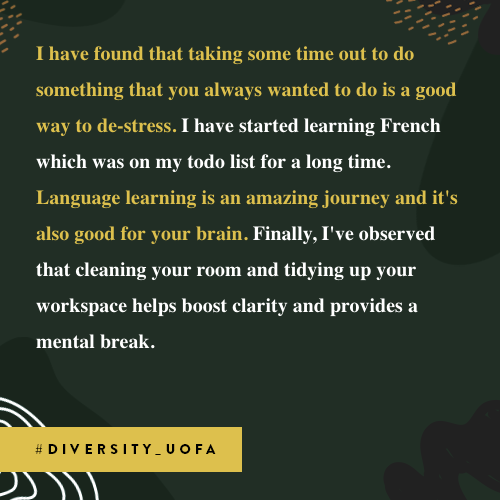 I have found that taking some time out to do
something that you always wanted to do is a good
way to de-stress. I have started learning French
which was on my todo list for a long time.
Language learning is an amazing journey and it's
also good for your brain. Finally, I've observed
that cleaning your room and tidying up your
workspace helps boost clarity and provides a
mental break.
#DIVERSITY_UOFA